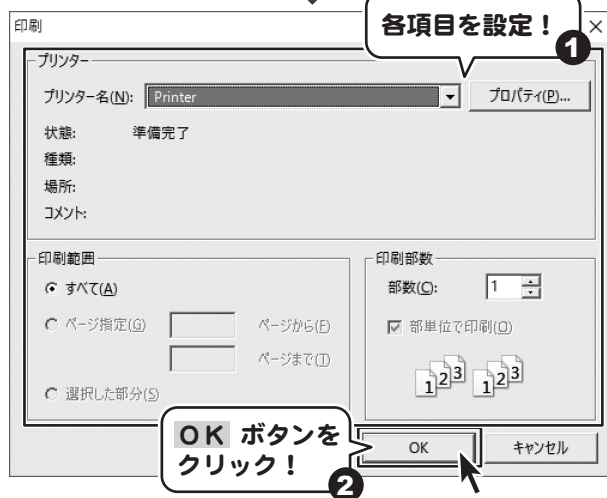 印刷
各項目を設定!
1
プリンター
プリンター名(N): Printer
プロパティ(P)...
状態: 準備完了
種類:
場所:
コメント:
印刷範囲
すべて(A)
ページ指定(G) ページから(F)
ページまで(T)
選択した部分(S)
印刷部数
部数(C): 1
部単位で印刷(O)
1 2 3 1 2 3
OK ボタンを
クリック!
2
OK
キャンセル